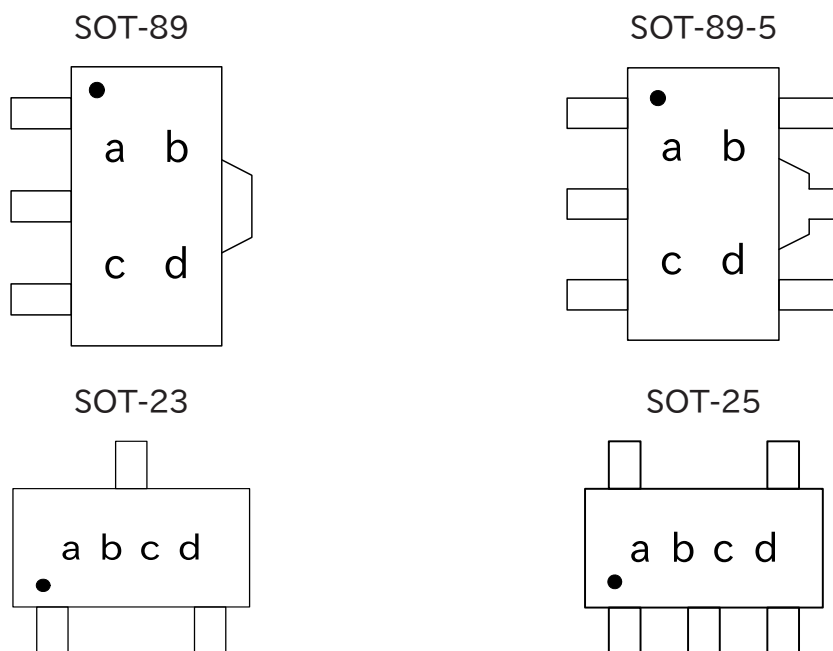 SOT-89
a b
c d
SOT-89-5
a b
c d
SOT-23
a b c d
SOT-25
a b c d